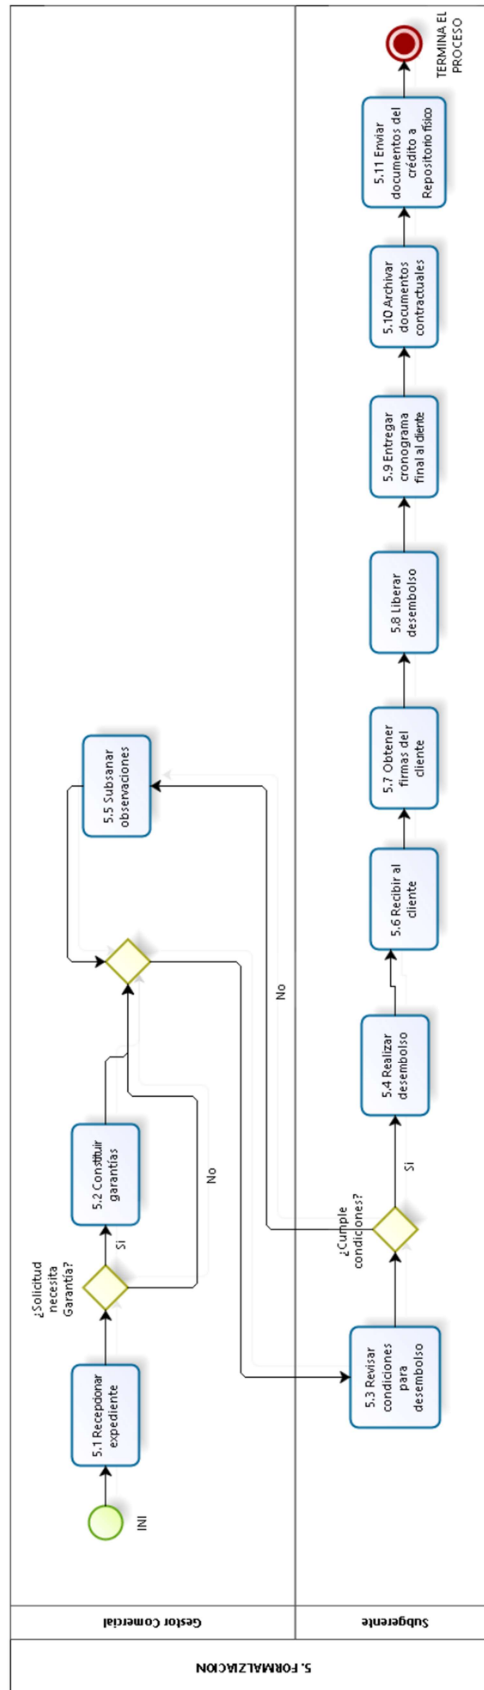 5. FORMALZIACION
Gestor Comercial
Subgerente
INI
5.1 Recepcionar
expediente
¿Solicitud
necesita
Garantía?
Si
No
5.2 Constituir
garantías
5.5 Subsanar
observaciones
5.3 Revisar
condiciones
para
desembolso
¿Cumple
condiciones?
No
Si
5.4 Realizar
desembolso
5.6 Recibir al
cliente
5.7 Obtener
firmas del
cliente
5.8 Liberar
desembolso
5.9 Entregar
cronograma
final al cliente
5.10 Archivar
documentos
contractuales
5.11 Enviar
documentos del
crédito a
Repositorio físico
TERMINA EL
PROCESO